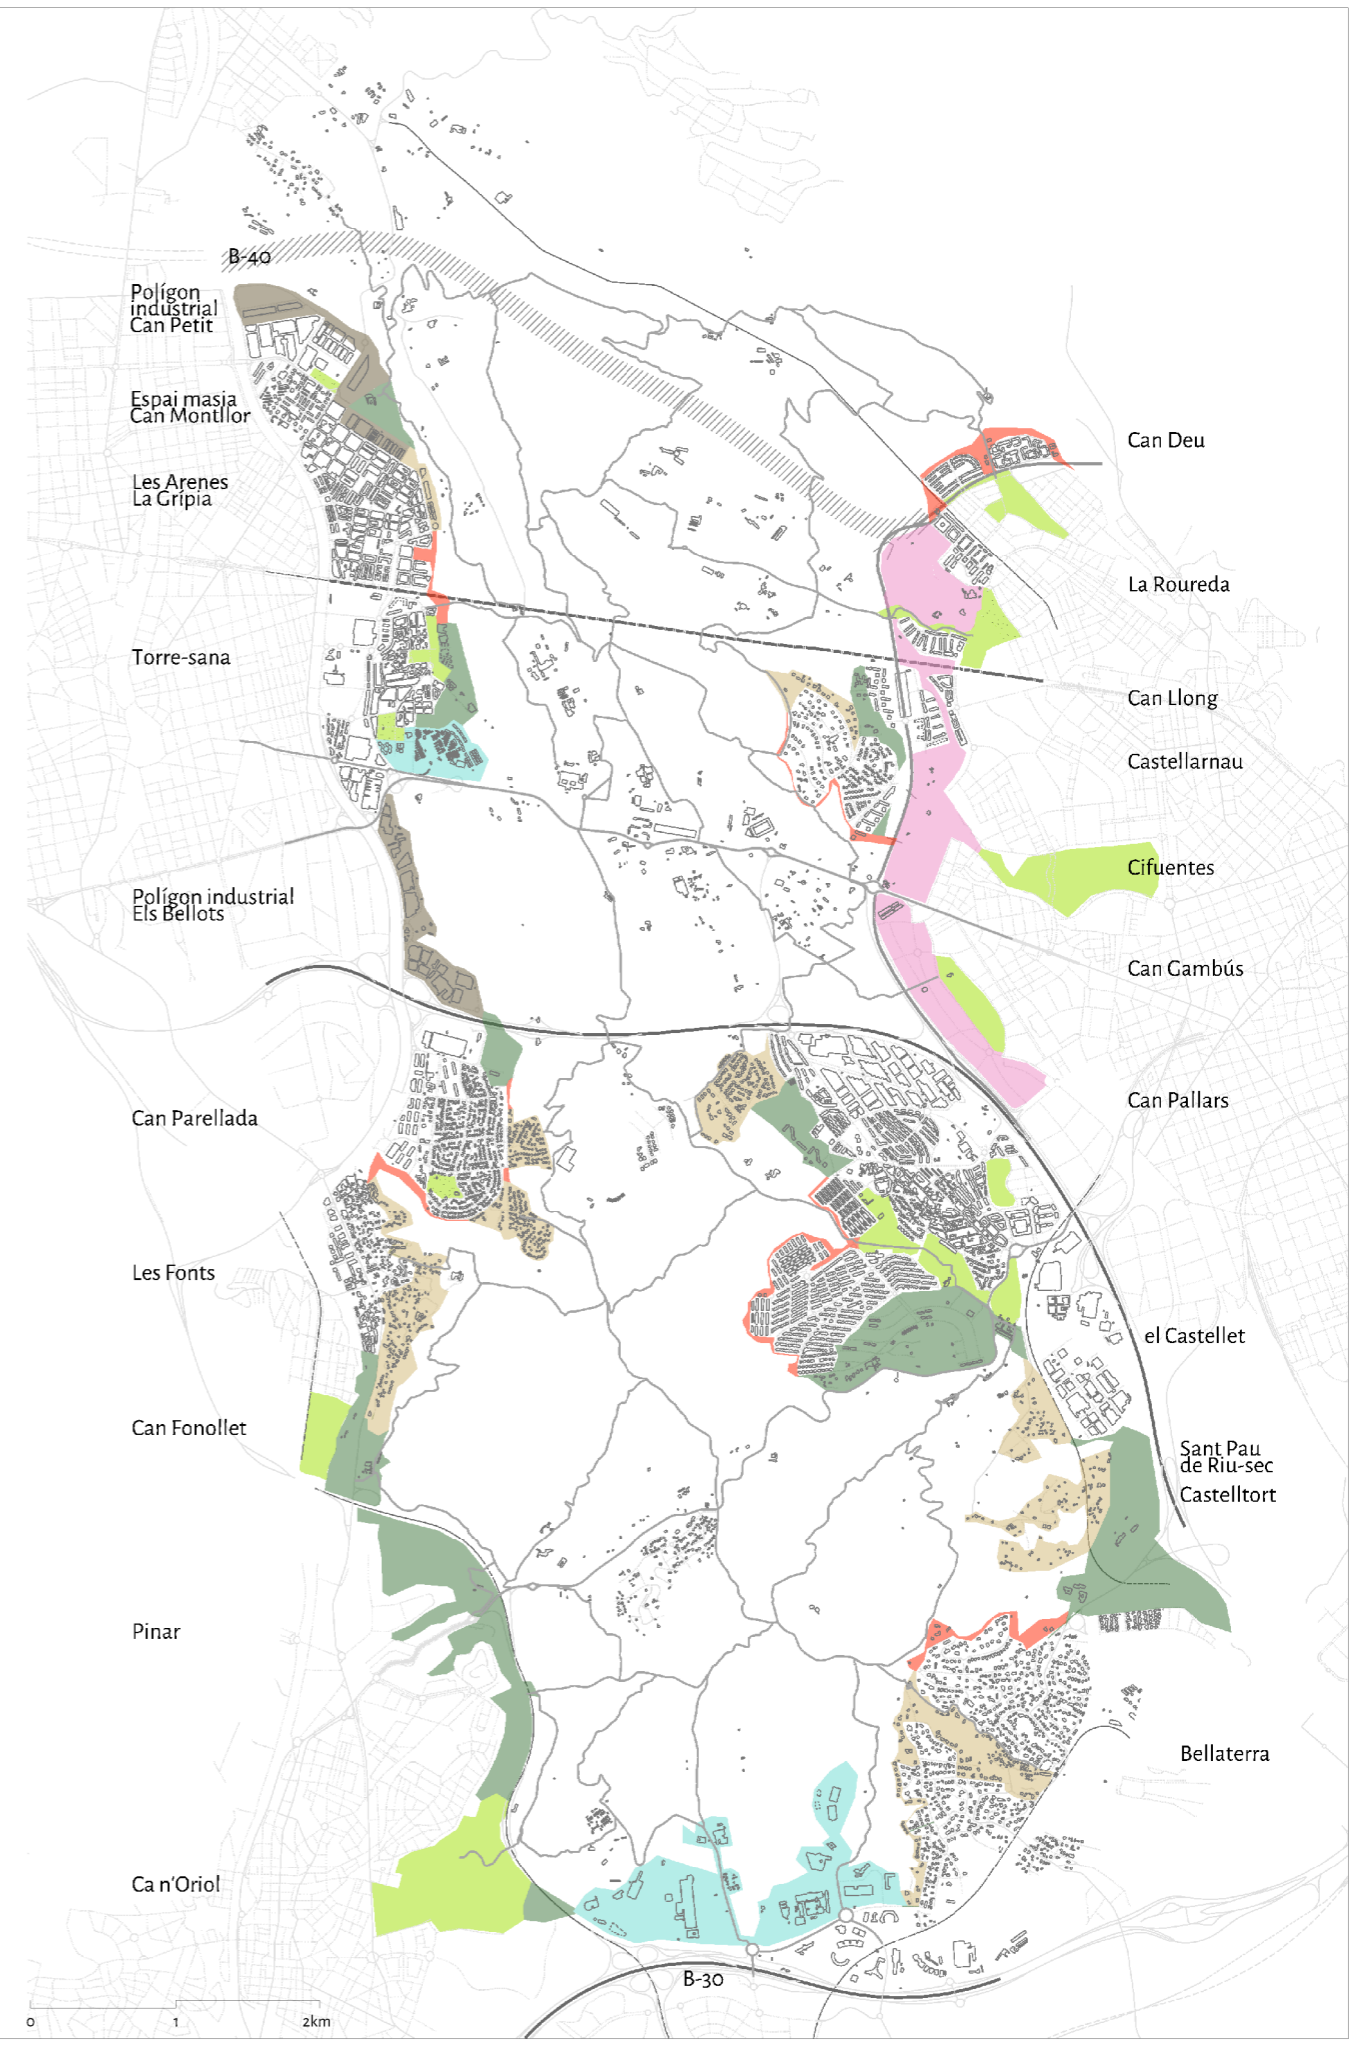 B-40
Polígon
industrial
Can Petit
Espai masia
Can Montllor
Can Deu
Les Arenes
La Grípia
La Roureda
Torre-sana
Can Llong
Castellarnau
Cifuentes
Polígon industrial
Els Bellots
Can Gambús
Can Pallars
Can Parellada
Les Fonts
el Castellet
Can Fonollet
Sant Pau
de Riu-sec
Castelltort
Pinar
Bellaterra
Ca n'Oriol
B-30
0 1 2km